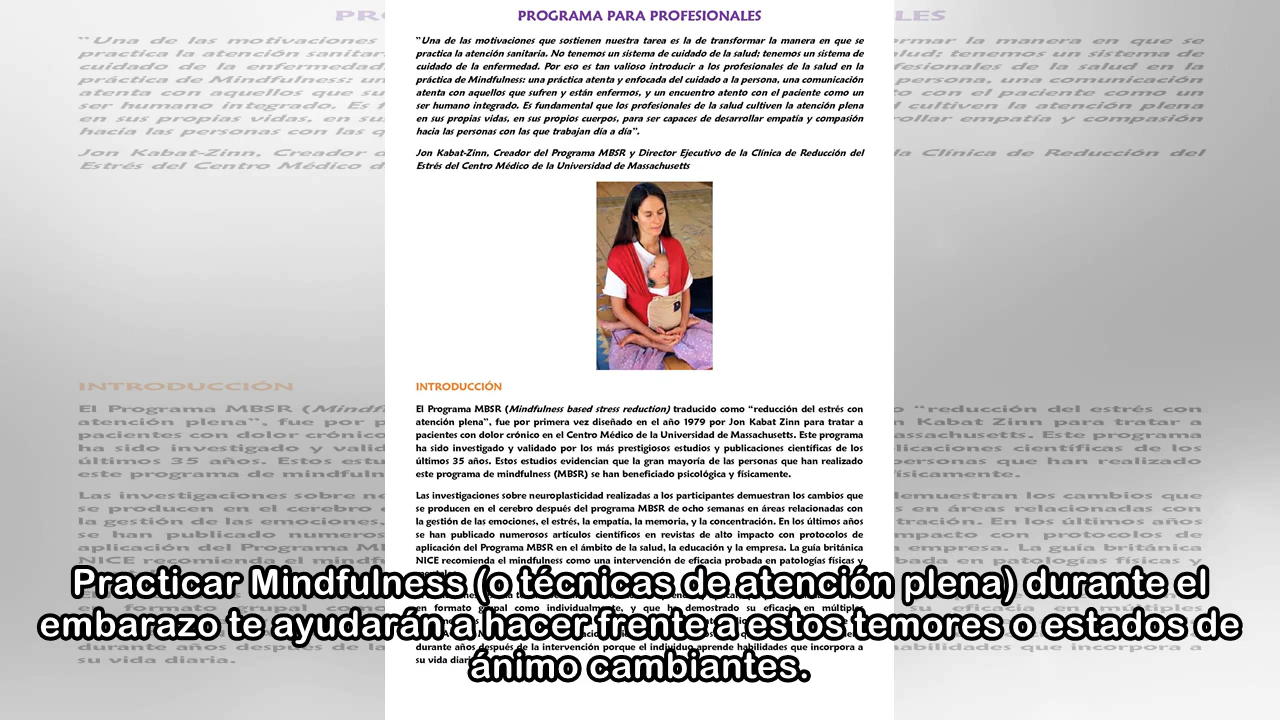 PROGRAMA PARA PROFESIONALES
"Una de las motivaciones que sostienen nuestra tarea es la de transformar la manera en que se
practica la atención sanitaria. No tenemos un sistema de cuidado de la salud; tenemos un sistema de
cuidado de la enfermedad. Por eso es tan valioso introducir a los profesionales de la salud en la
práctica de Mindfulness: una práctica atenta y enfocada del cuidado a la persona, una comunicación
atenta con aquellos que sufren y están enfermos, y un encuentro atento con el paciente como un
ser humano integrado. Es fundamental que los profesionales de la salud cultiven la atención plena
en sus propias vidas, en sus propios cuerpos, para ser capaces de desarrollar empatía y compasión
hacia las personas con las que trabajan día a día".
Jon Kabat-Zinn, Creador del Programa MBSR y Director Ejecutivo de la Clínica de Reducción del
Estrés del Centro Médico de la Universidad de Massachusetts
INTRODUCCIÓN
El Programa MBSR (Mindfulness based stress reduction) traducido como "reducción del estrés con
atención plena", fue por primera vez diseñado en el año 1979 por Jon Kabat Zinn para tratar a
pacientes con dolor crónico en el Centro Médico de la Universidad de Massachusetts. Este programa
ha sido investigado y validado por los más prestigiosos estudios y publicaciones científicas de los
últimos 35 años. Estos estudios evidencian que la gran mayoría de las personas que han realizado
este programa de mindfulness (MBSR) se han beneficiado psicológica y físicamente.
Las investigaciones sobre neuroplasticidad realizadas a los participantes demuestran los cambios que
se producen en el cerebro después del programa MBSR de ocho semanas en áreas relacionadas con
la gestión de las emociones, el estrés, la empatía, la memoria, y la concentración. En los últimos años
se han publicado numerosos artículos científicos en revistas de alto impacto con protocolos de
aplicación del Programa MBSR en el ámbito de la salud, la educación y la empresa. La guía británica
NICE recomienda el mindfulness como una intervención de eficacia probada en patologías físicas y
en formato grupal como individualmente, y que ha demostrado su eficacia en múltiples
durante años después de la intervención porque el individuo aprende habilidades que incorpora a
su vida diaria.
Practicar Mindfulness (o técnicas de atención plena) durante el
embarazo te ayudarán a hacer frente a estos temores o estados de
ánimo cambiantes.